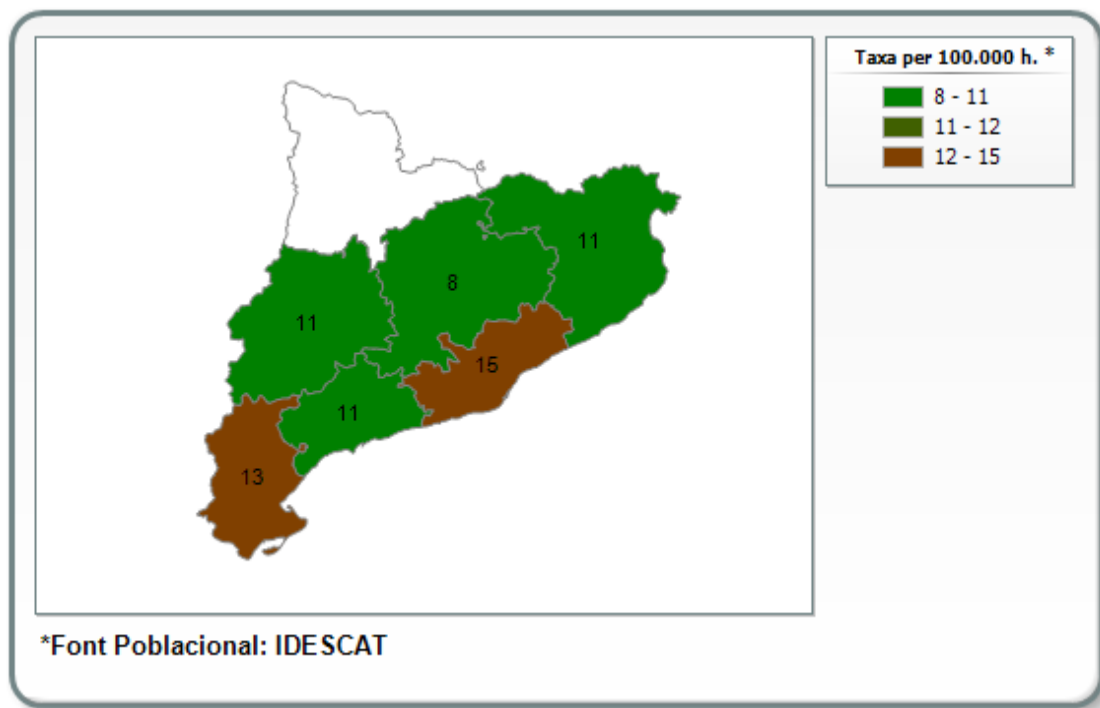 Taxa per 100.000 h. *
8 - 11
11 - 12
12 - 15
11
8
11
15
11
13
*Font Poblacional: IDESCAT